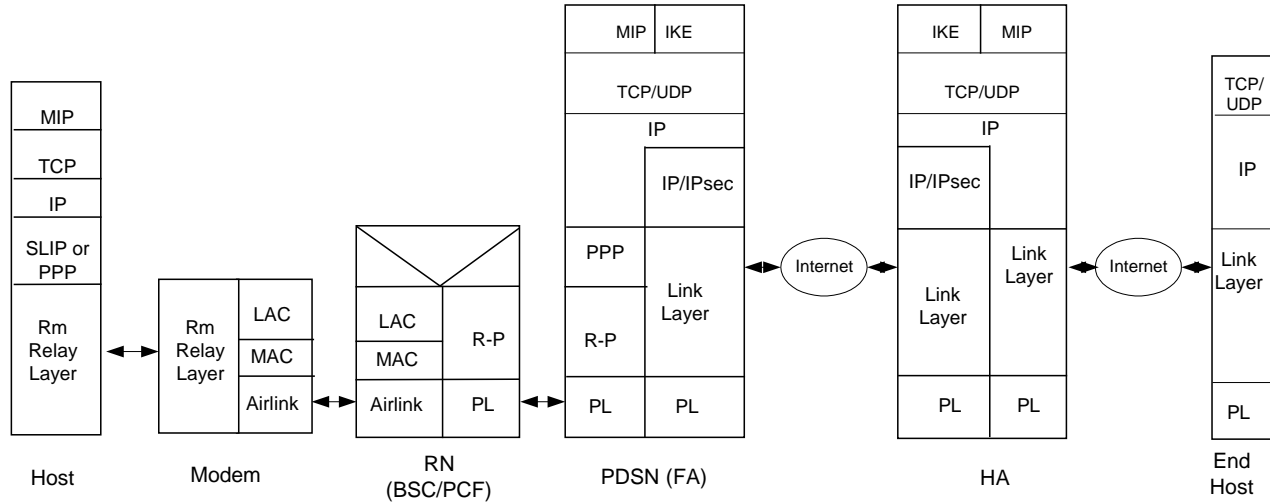 MIP
TCP
IP
SLIP or
PPP
Rm
Relay
Layer
Host
Rm
Relay
Layer
LAC
MAC
Airlink
Modem
LAC
MAC
Airlink
R-P
PL
RN
(BSC/PCF)
MIP
IKE
TCP/UDP
IP
IP/IPsec
PPP
R-P
PL
Link
Layer
PL
PDSN (FA)
Internet
IKE
MIP
TCP/UDP
IP
IP/IPsec
Link
Layer
PL
Link
Layer
PL
HA
Internet
TCP/
UDP
IP
Link
Layer
PL
End
Host